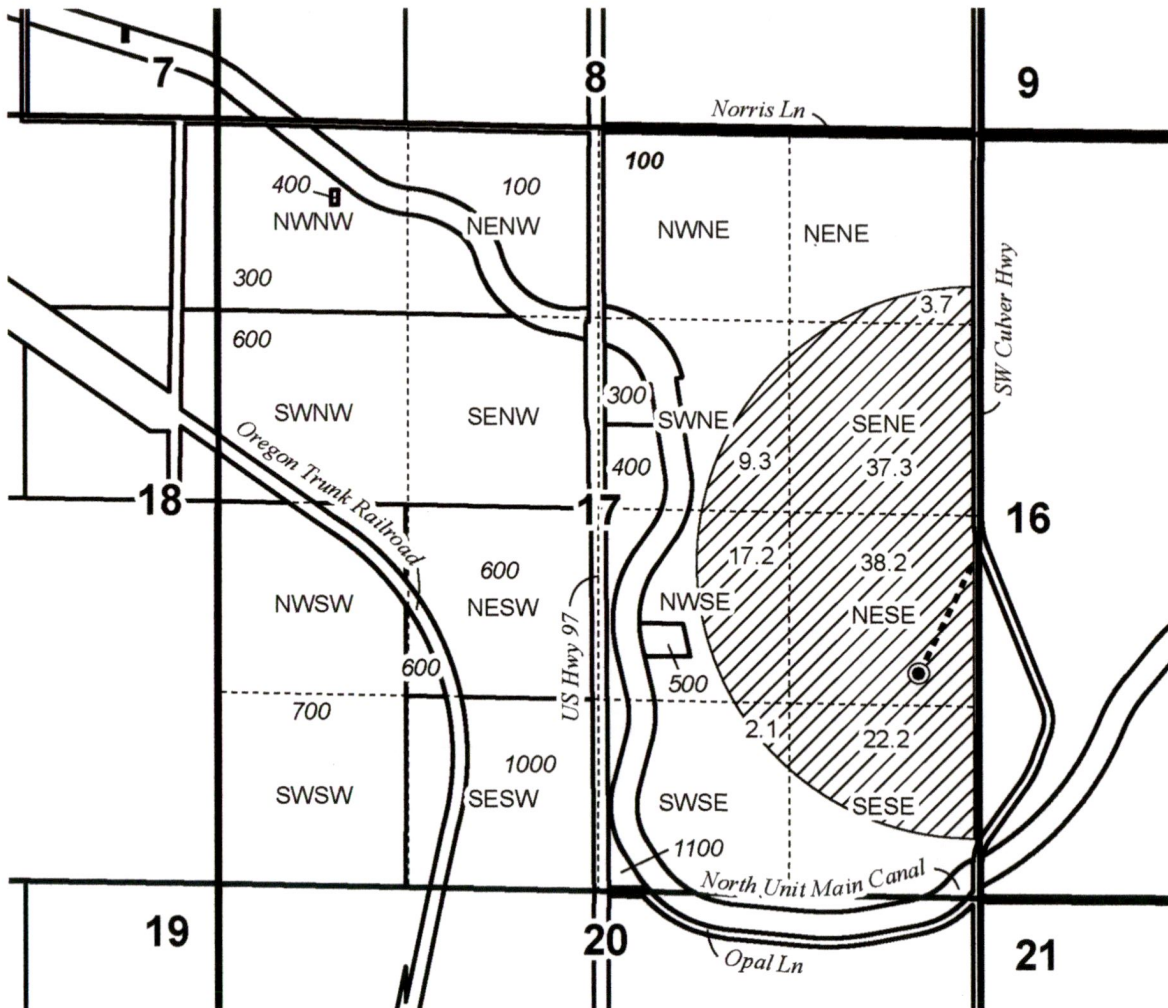 7
8
9
Norris Ln
400
100
100
NWNW
NENW
NWNE
NENE
300
SW Culver Hwy
3.7
600
300
SWNW
SENW
SWNE
SENE
Oregon Trunk Railroad
400
9.3
37.3
18
17
16
600
17.2
38.2
NWSW
NESW
NWSE
NESE
US Hwy 97
600
500
700
2.1
22.2
1000
SWSW
SESW
SWSE
SESE
1100
North Unit Main Canal
19
20
21
Opal Ln